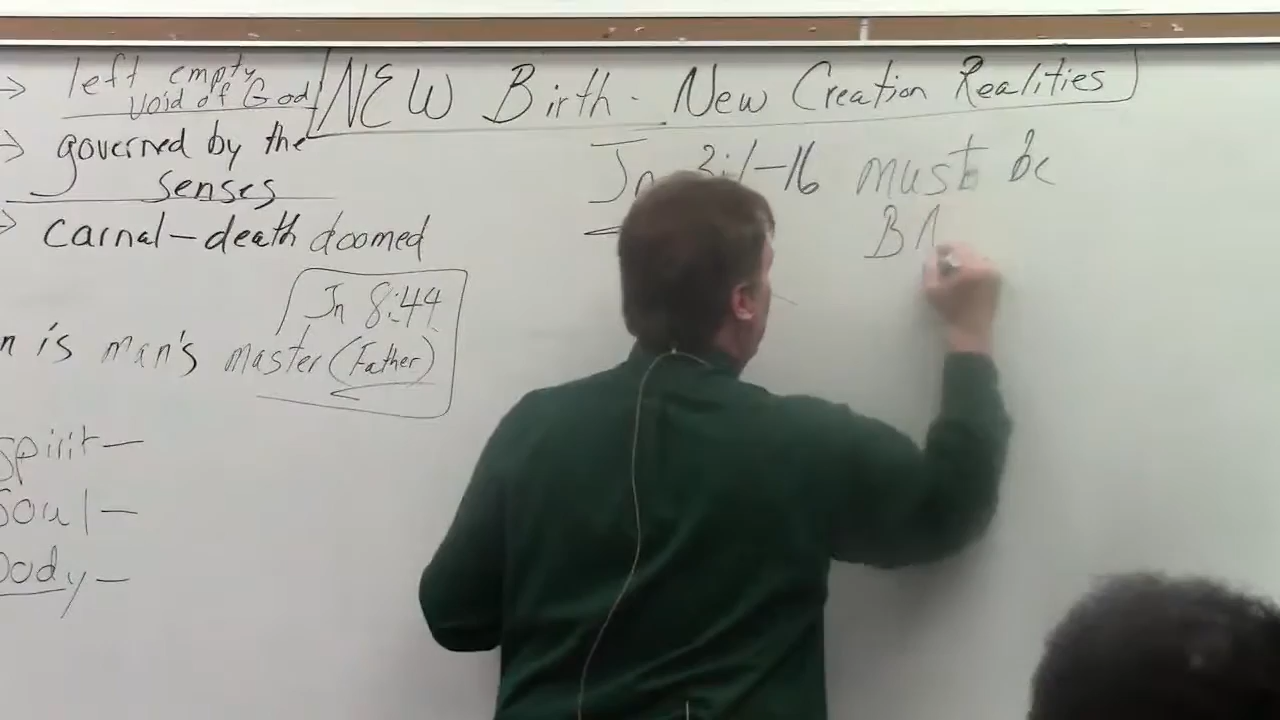 → left empty
void of God
→ governed by the
senses
→ carnal-death doomed
Jn 8:44
is man's master (Father)
Spirit-
Soul-
body-
NEW Birth - New Creation Realities
Jn 3:1-16 must be